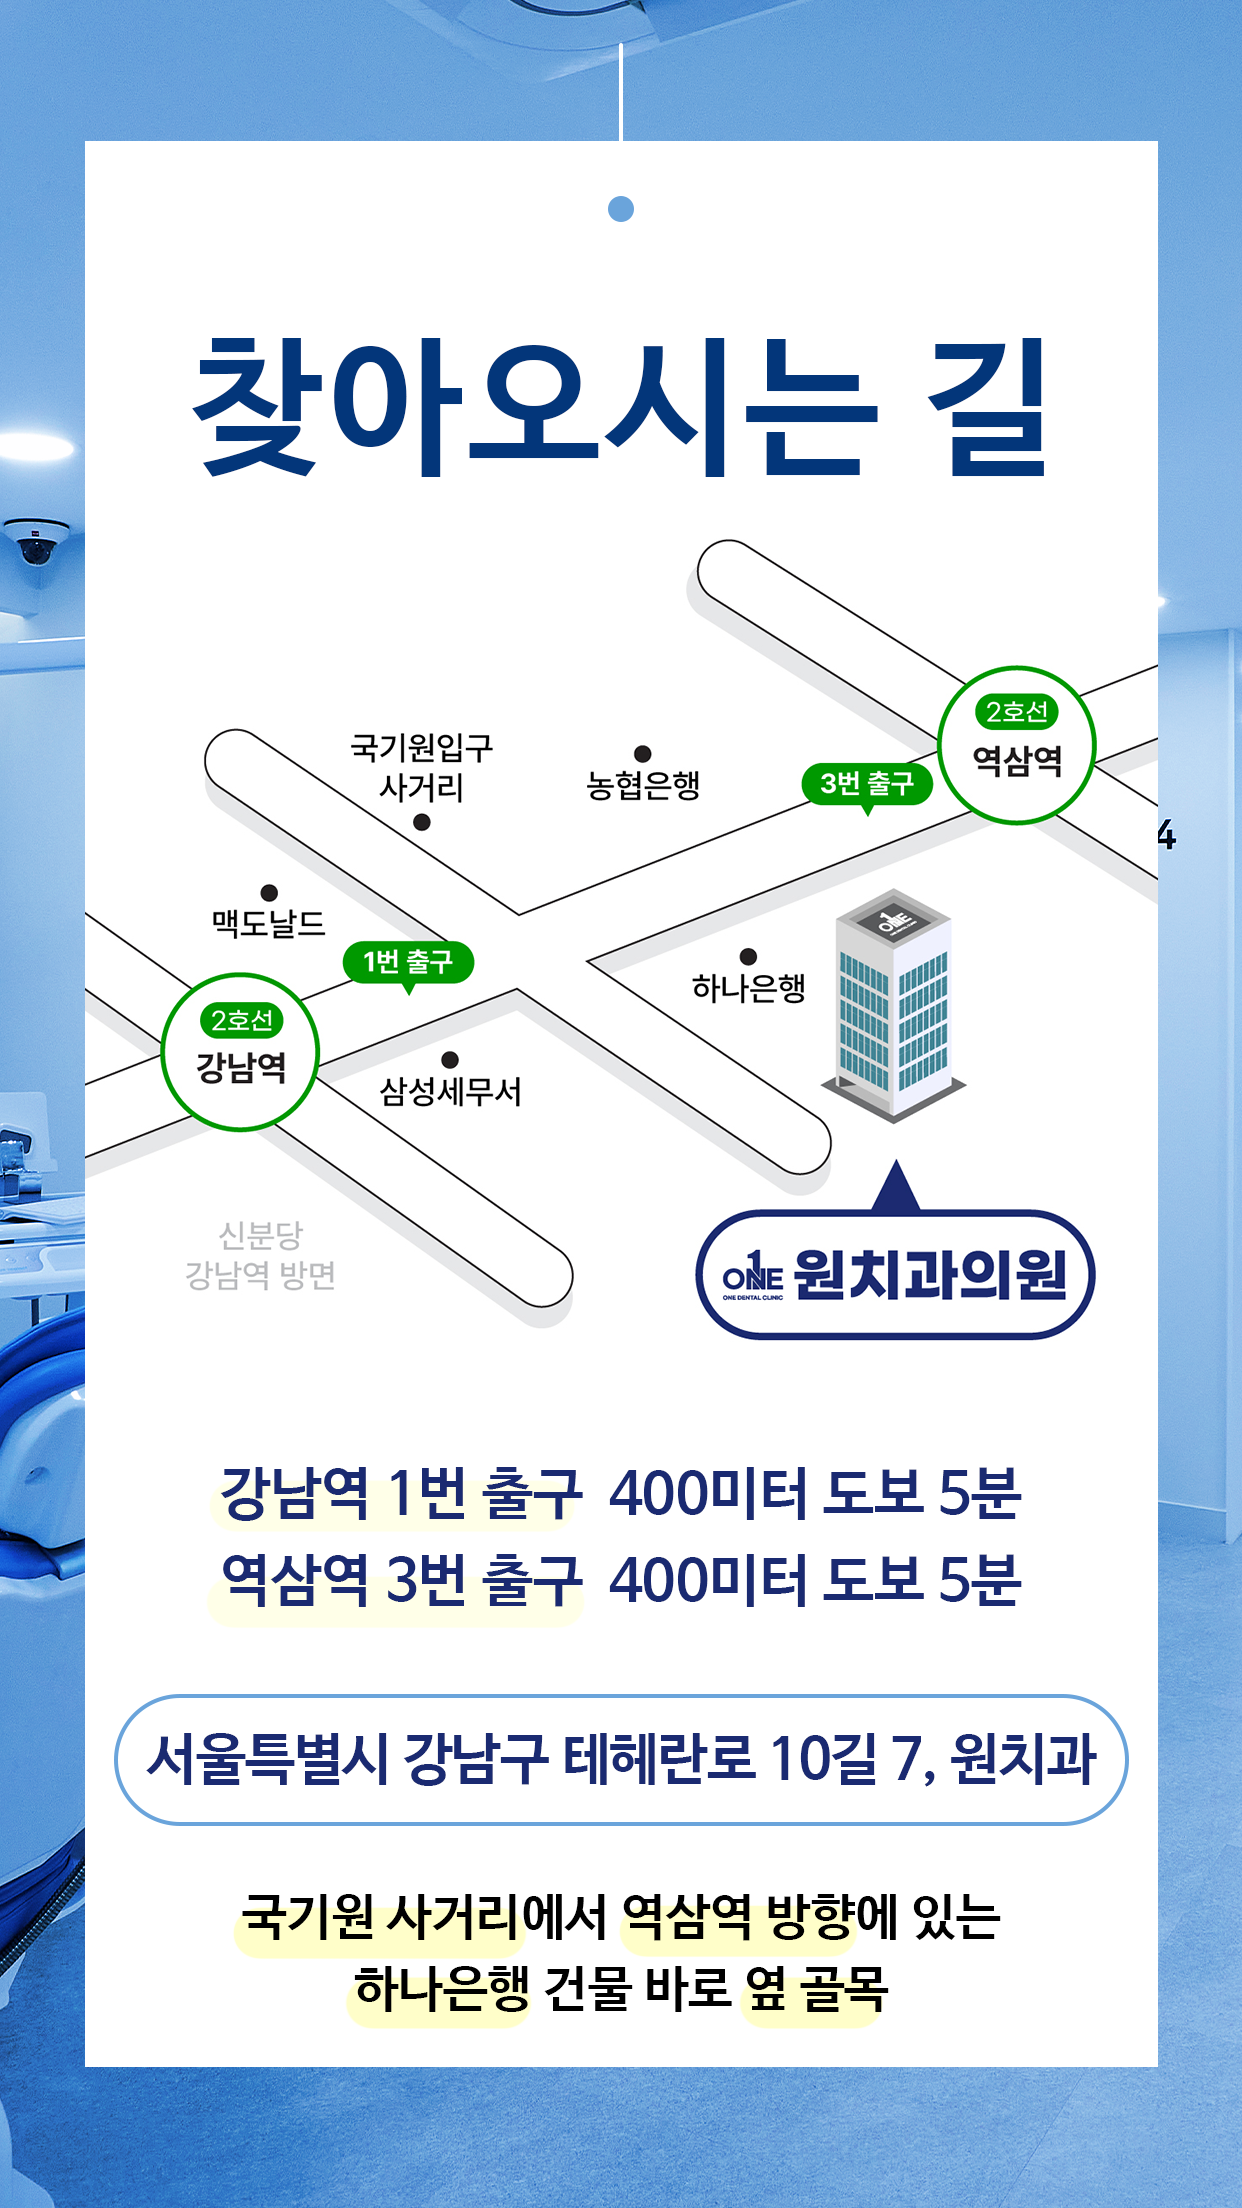 찾아오시는 길
2호선
역삼역
국기원입구
사거리
농협은행
3번 출구
4
맥도날드
1번 출구
하나은행
ONE
2호선
강남역
삼성세무서
신분당
강남역 방면
1
ONE
ONE DENTAL CLINIC
원치과의원
강남역 1번 출구 400미터 도보 5분
역삼역 3번 출구 400미터 도보 5분
서울특별시 강남구 테헤란로 10길 7, 원치과
국기원 사거리에서 역삼역 방향에 있는
하나은행 건물 바로 옆 골목